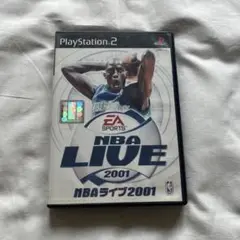 PlayStation 2
EA
SPORTS
NBA
LIVE
2001
NBAライブ2001